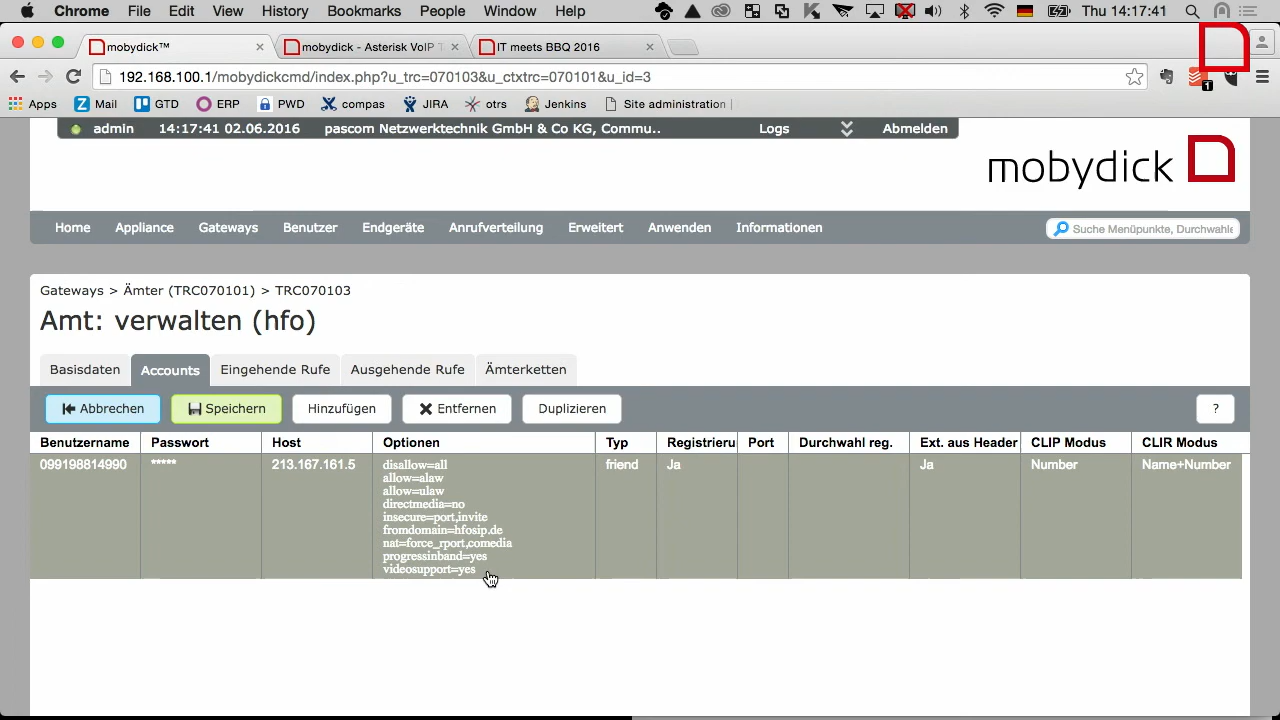 Chrome File Edit View History Bookmarks People Window Help Thu 14:17:41
mobydick™ mobydick - Asterisk VoIP T IT meets BBQ 2016
192.168.100.1/mobydickcmd/index.php?u_trc=070103&u_ctxtrc=070101&u_id=3 1
Apps Mail GTD ERP PWD compas JIRA otrs Jenkins Site administration
admin 14:17:41 02.06.2016 pascom Netzwerktechnik GmbH & Co KG, Commu.. Logs Abmelden
mobydick
Home Appliance Gateways Benutzer Endgeräte Anrufverteilung Erweitert Anwenden Informationen Suche Menüpunkte, Durchwahle
Gateways > Ämter (TRC070101) > TRC070103
Amt: verwalten (hfo)
Basisdaten Accounts Eingehende Rufe Ausgehende Rufe Ämterketten
Abbrechen Speichern Hinzufügen Entfernen Duplizieren ?
Benutzername Passwort Host Optionen Typ Registrieru Port Durchwahl reg. Ext. aus Header CLIP Modus CLIR Modus
099198814990 ***** 213.167.161.5 disallow=all friend Ja Ja Number Name+Number
allow=alaw
allow=ulaw
directmedia=no
insecure=port,invite
fromdomain=hfosip.de
nat=force_rport,comedia
progressinband=yes
videosupport=yes